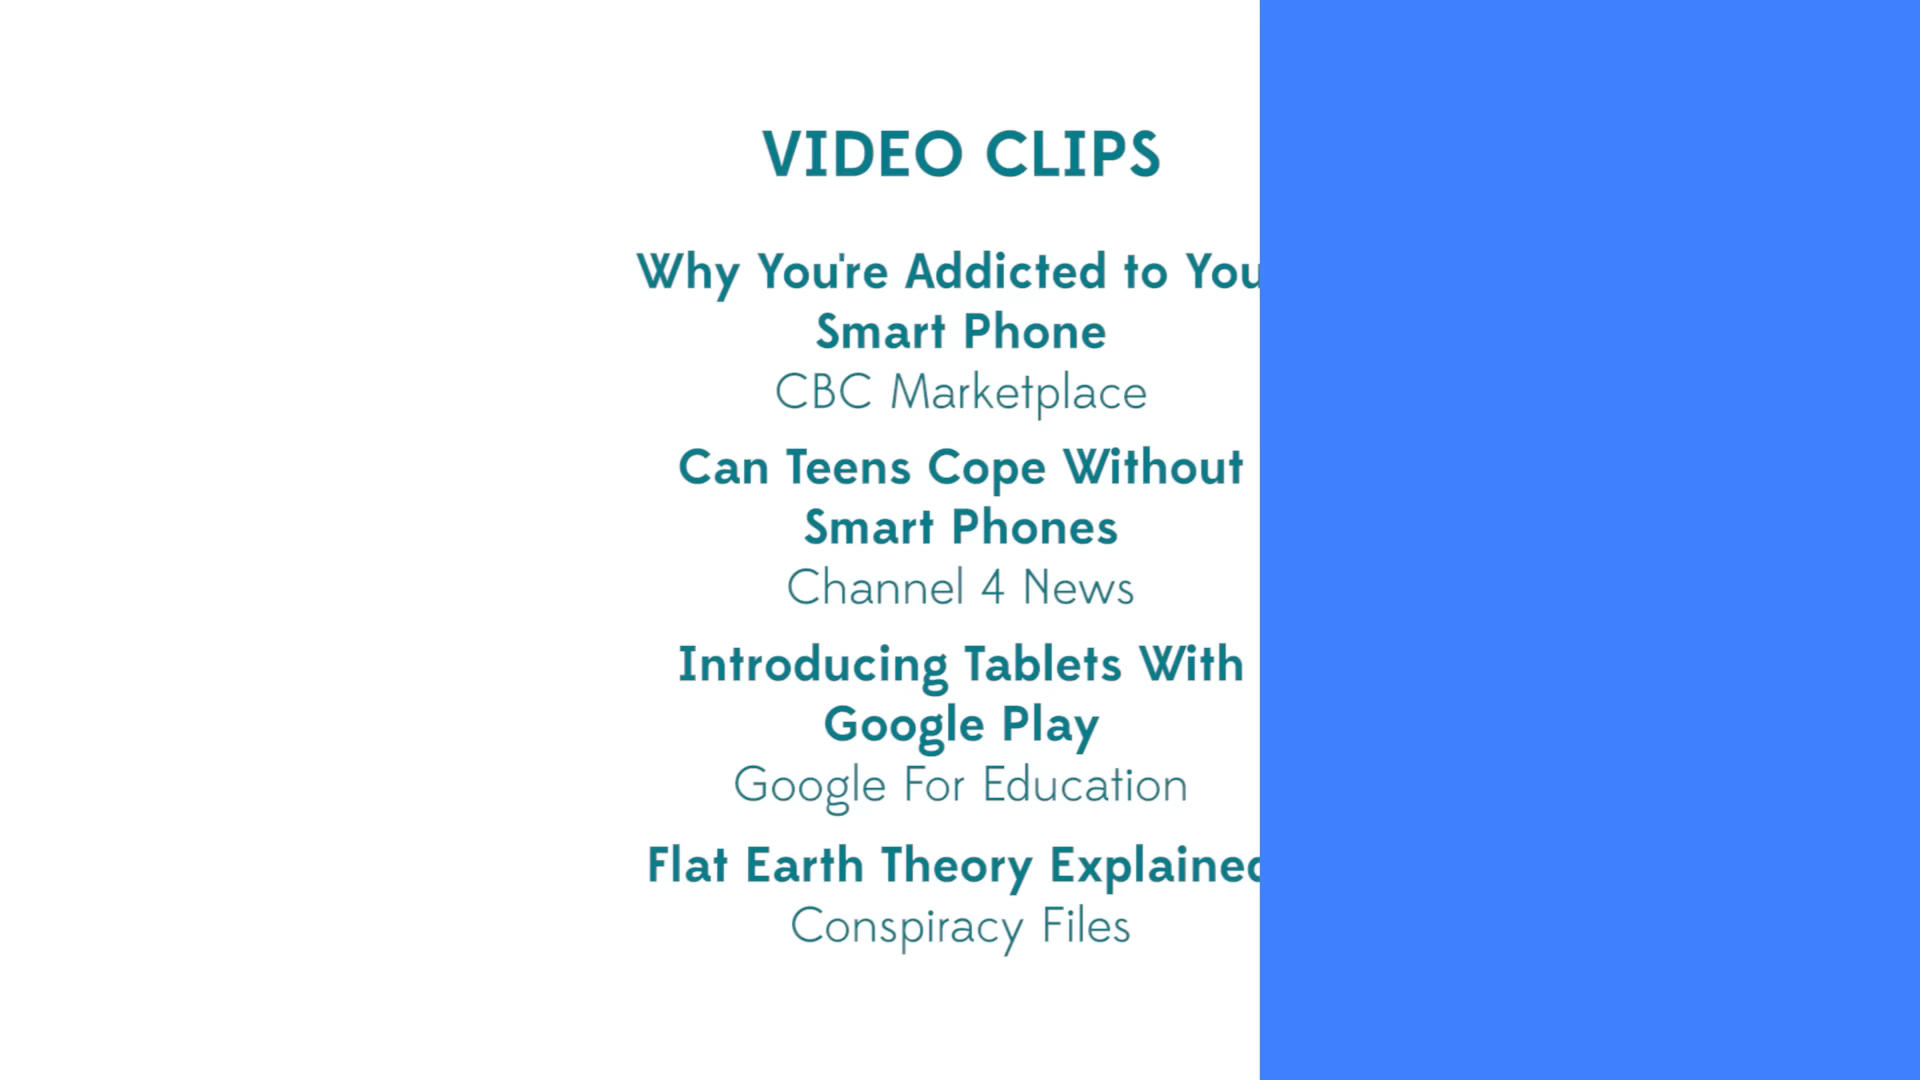 VIDEO CLIPS
Why You're Addicted to You
Smart Phone
CBC Marketplace
Can Teens Cope Without
Smart Phones
Channel 4 News
Introducing Tablets With
Google Play
Google For Education
Flat Earth Theory Explained
Conspiracy Files